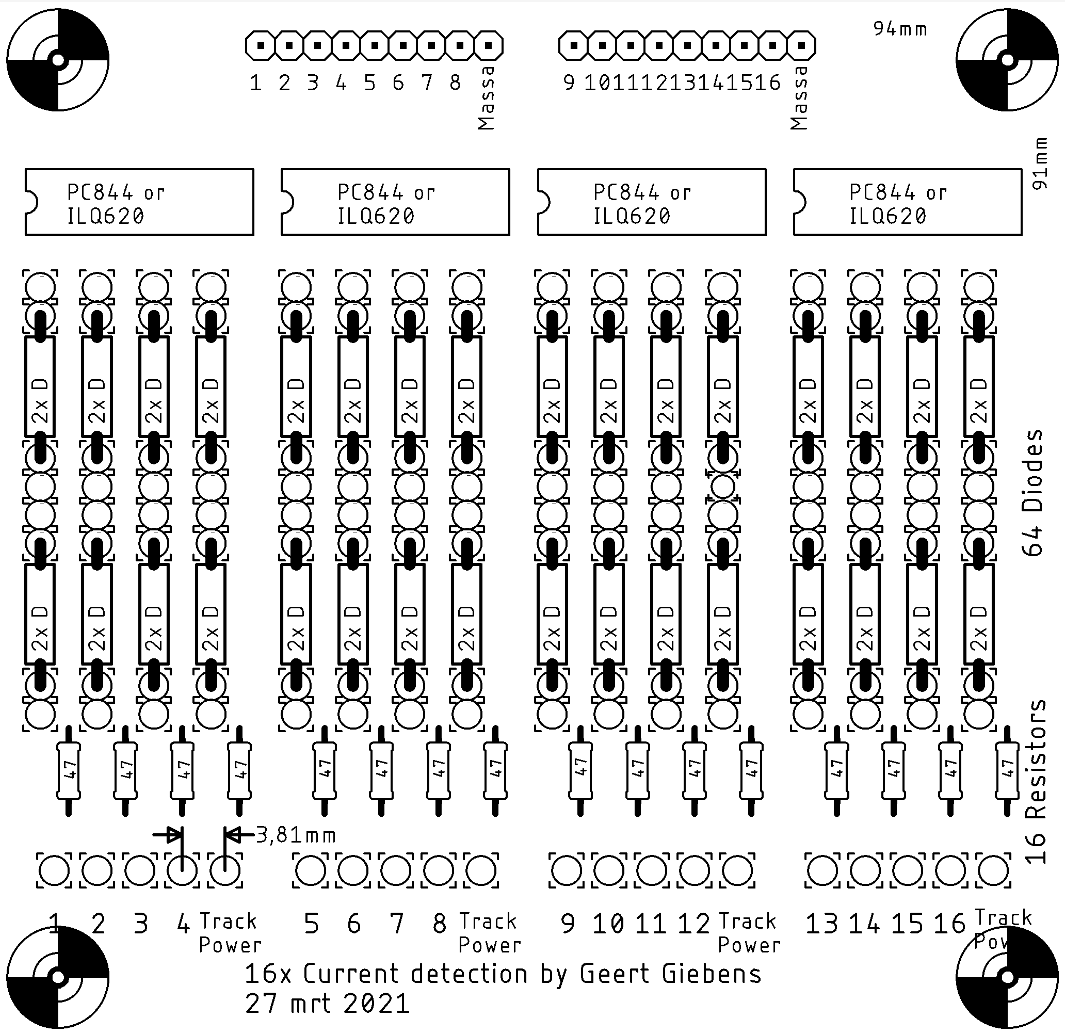 94mm
1 2 3 4 5 6 7 8 Massa
9 10 11 12 13 14 15 16 Massa
91mm
PC844 or
ILQ620
PC844 or
ILQ620
PC844 or
ILQ620
PC844 or
ILQ620
2x D 2x D 2x D 2x D 2x D 2x D 2x D 2x D 2x D 2x D 2x D 2x D 2x D 2x D 2x D 2x D
64 Diodes
2x D 2x D 2x D 2x D 2x D 2x D 2x D 2x D 2x D 2x D 2x D 2x D 2x D 2x D 2x D 2x D
47 47 47 47 47 47 47 47 47 47 47 47 47 47 47 47
16 Resistors
3,81mm
1 2 3 4 Track
Power
5 6 7 8 Track
Power
9 10 11 12 Track
Power
13 14 15 16 Track
Pow
16x Current detection by Geert Giebens
27 mrt 2021